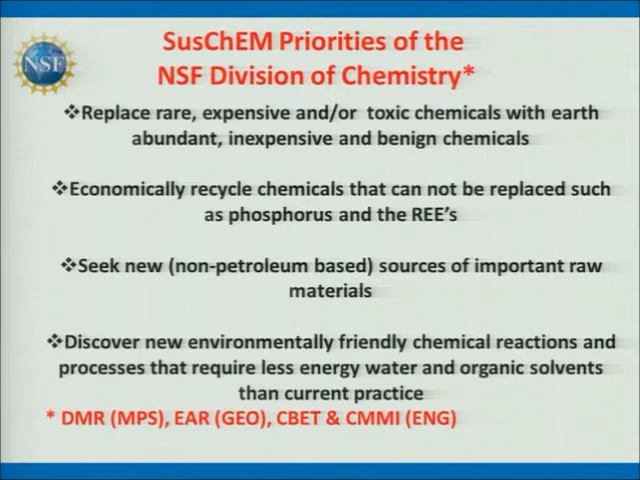 SusChEM Priorities of the
NSF Division of Chemistry*
NSF
❖Replace rare, expensive and/or toxic chemicals with earth
abundant, inexpensive and benign chemicals
❖Economically recycle chemicals that can not be replaced such
as phosphorus and the REE's
❖Seek new (non-petroleum based) sources of important raw
materials
❖Discover new environmentally friendly chemical reactions and
processes that require less energy water and organic solvents
than current practice
* DMR (MPS), EAR (GEO), CBET & CMMI (ENG)